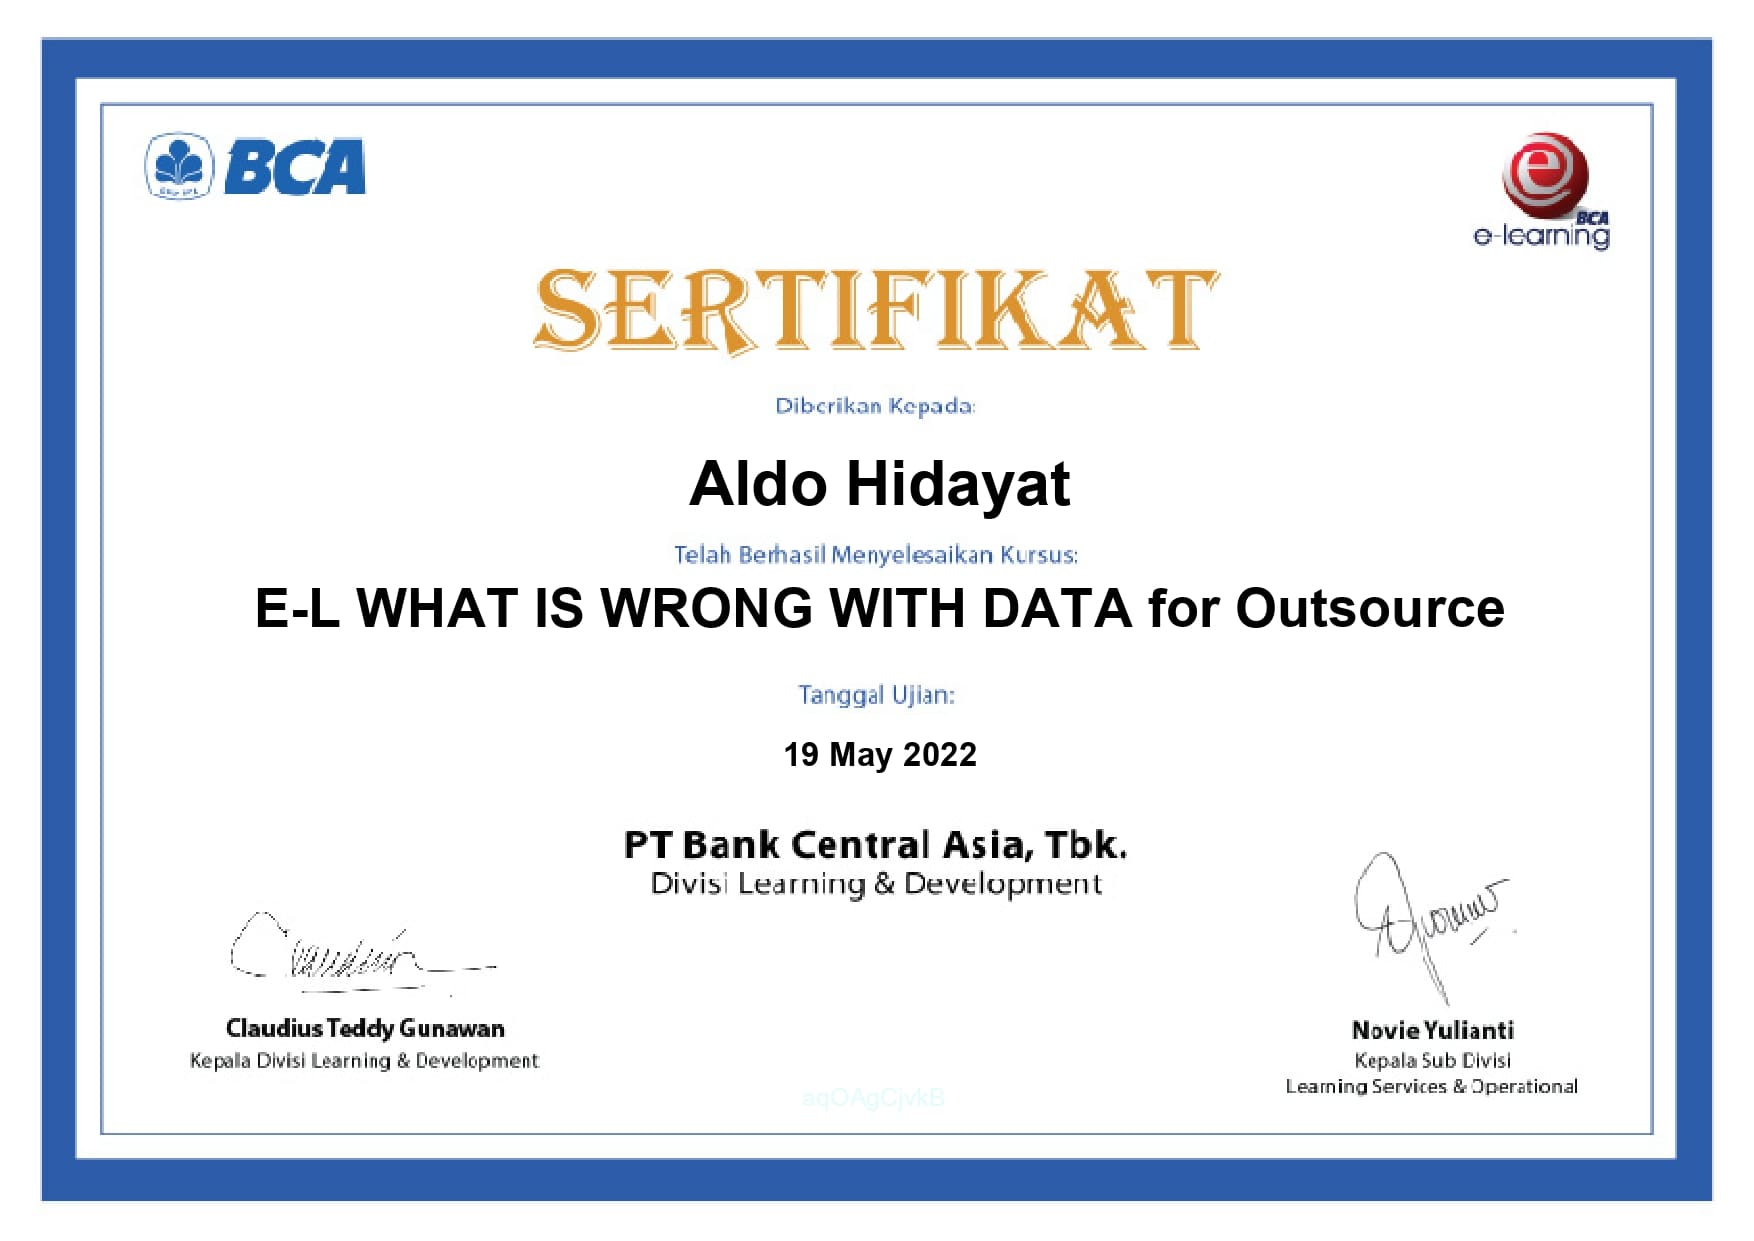 BCA
BCA
e-learning
SERTIFIKAT
Diberikan Kepada:
Aldo Hidayat
Telah Berhasil Menyelesaikan Kursus:
E-L WHAT IS WRONG WITH DATA for Outsource
Tanggal Ujian:
19 May 2022
PT Bank Central Asia, Tbk.
Divisi Learning & Development
Claudius Teddy Gunawan
Kepala Divisi Learning & Development
Novie Yulianti
Kepala Sub Divisi
Learning Services & Operational
aqOAgCjvkB